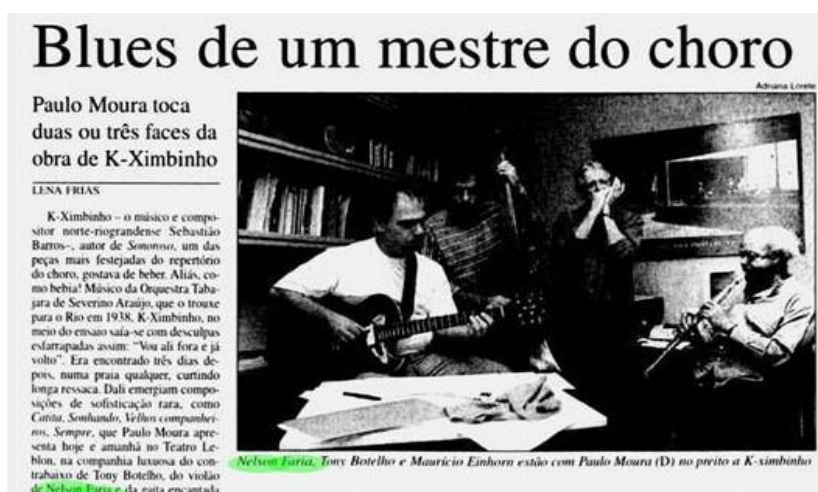 Blues de um mestre do choro
Adriana Lorete
Paulo Moura toca
duas ou três faces da
obra de K-Ximbinho
LENA FRIAS
K-Ximbinho – o músico e compo-
sitor norte-riograndense Sebastião
Barros–, autor de Sonoroso, um das
peças mais festejadas do repertório
do choro, gostava de beber. Aliás, co-
mo bebia! Músico da Orquestra Taba-
jara de Severino Araújo, que o trouxe
para o Rio em 1938, K-Ximbinho, no
meio do ensaio saía-se com desculpas
esfarrapadas assim: “Vou ali fora e já
volto”. Era encontrado três dias de-
pois, numa praia qualquer, curtindo
longa ressaca. Dali emergiam compo-
sições de sofisticação rara, como
Catita, Sonhando, Velhos companhei-
ros, Sempre, que Paulo Moura apre-
senta hoje e amanhã no Teatro Le-
blon, na companhia luxuosa do con-
trabaixo de Tony Botelho, do violão
de Nelson Faria e da gaita encantada
Nelson Faria, Tony Botelho e Maurício Einhorn estão com Paulo Moura (D) no preito a K-ximbinho